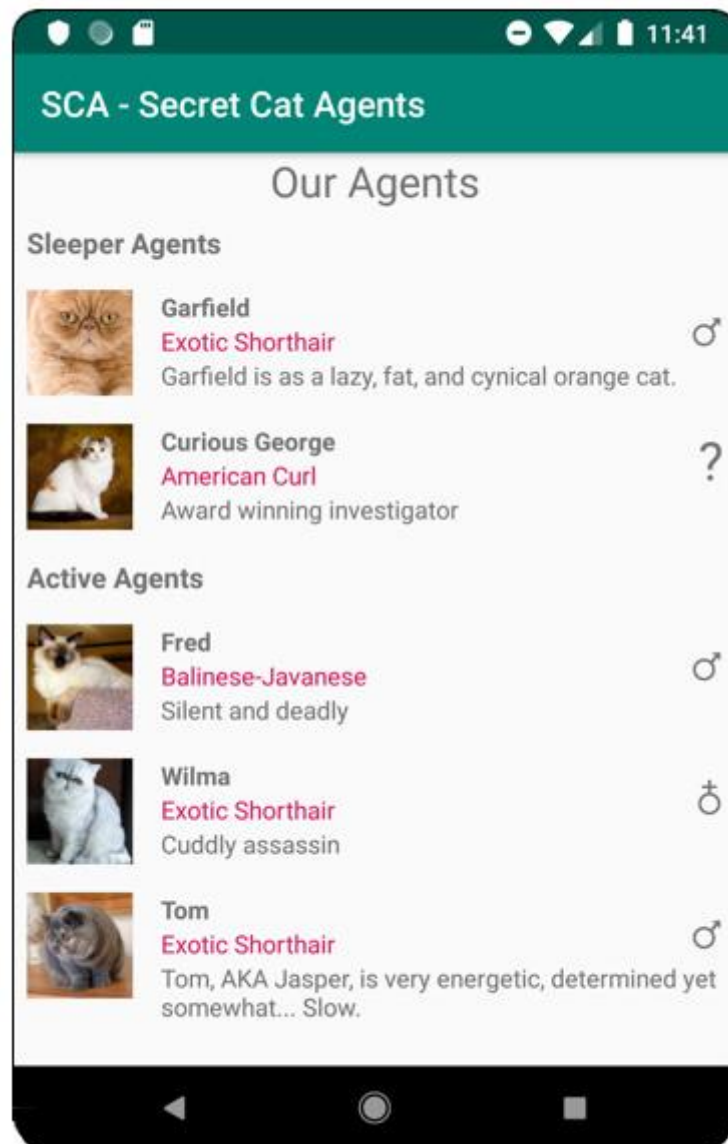 11:41
SCA - Secret Cat Agents
Our Agents
Sleeper Agents
Garfield
Exotic Shorthair
♂
Garfield is as a lazy, fat, and cynical orange cat.
Curious George
American Curl
?
Award winning investigator
Active Agents
Fred
Balinese-Javanese
♂
Silent and deadly
Wilma
Exotic Shorthair
♁
Cuddly assassin
Tom
Exotic Shorthair
♂
Tom, AKA Jasper, is very energetic, determined yet
somewhat... Slow.